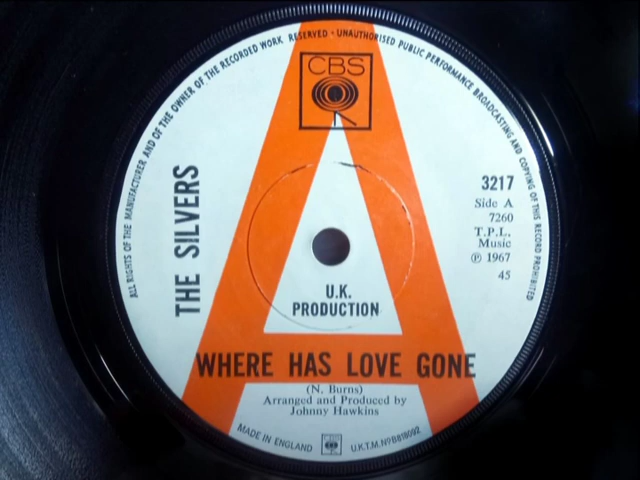 ALL RIGHTS OF THE MANUFACTURER AND OF THE OWNER OF THE RECORDED WORK RESERVED · UNAUTHORISED PUBLIC PERFORMANCE BROADCASTING AND COPYING OF THIS RECORD PROHIBITED
CBS
THE SILVERS
3217
Side A
7260
T.P.L.
Music
℗ 1967
45
U.K.
PRODUCTION
A
WHERE HAS LOVE GONE
(N. Burns)
Arranged and Produced by
Johnny Hawkins
MADE IN ENGLAND
CBS
U.K.T.M. Nº B818092